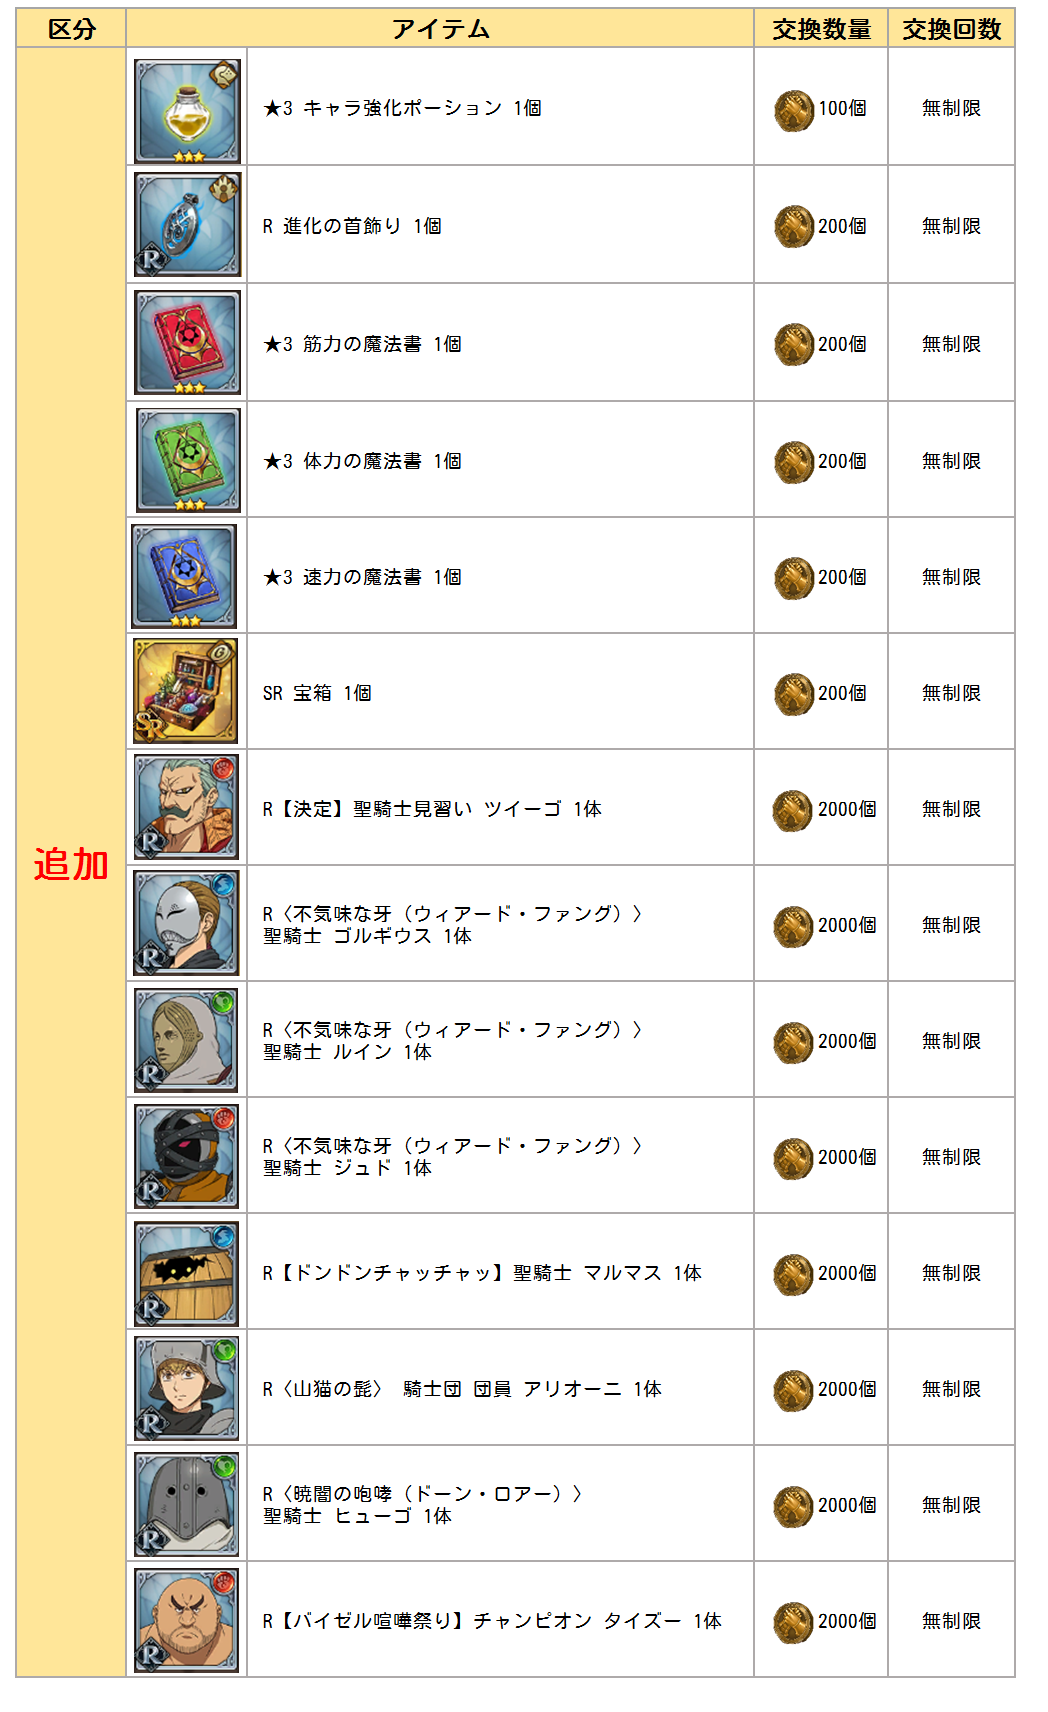 区分 アイテム 交換数量 交換回数
追加
★3 キャラ強化ポーション 1個 100個 無制限
R
R 進化の首飾り 1個 200個 無制限
★3 筋力の魔法書 1個 200個 無制限
★3 体力の魔法書 1個 200個 無制限
★3 速力の魔法書 1個 200個 無制限
SR
SR 宝箱 1個 200個 無制限
R
R【決定】聖騎士見習い ツイーゴ 1体 2000個 無制限
R
R〈不気味な牙（ウィアード・ファング）〉
聖騎士 ゴルギウス 1体 2000個 無制限
R
R〈不気味な牙（ウィアード・ファング）〉
聖騎士 ルイン 1体 2000個 無制限
R
R〈不気味な牙（ウィアード・ファング）〉
聖騎士 ジュド 1体 2000個 無制限
R
R【ドンドンチャッチャッ】聖騎士 マルマス 1体 2000個 無制限
R
R〈山猫の髭〉 騎士団 団員 アリオーニ 1体 2000個 無制限
R
R〈暁闇の咆哮（ドーン・ロアー）〉
聖騎士 ヒューゴ 1体 2000個 無制限
R
R【バイゼル喧嘩祭り】チャンピオン タイズー 1体 2000個 無制限